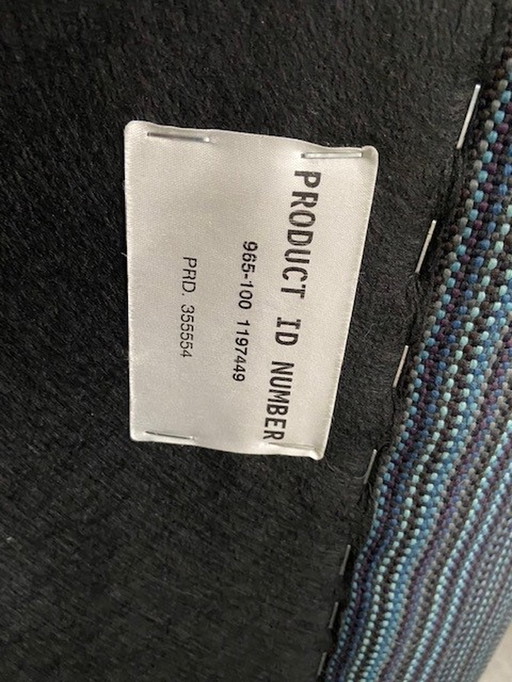 PRODUCT ID NUMBER
965-100 1197449
PRD. 355554